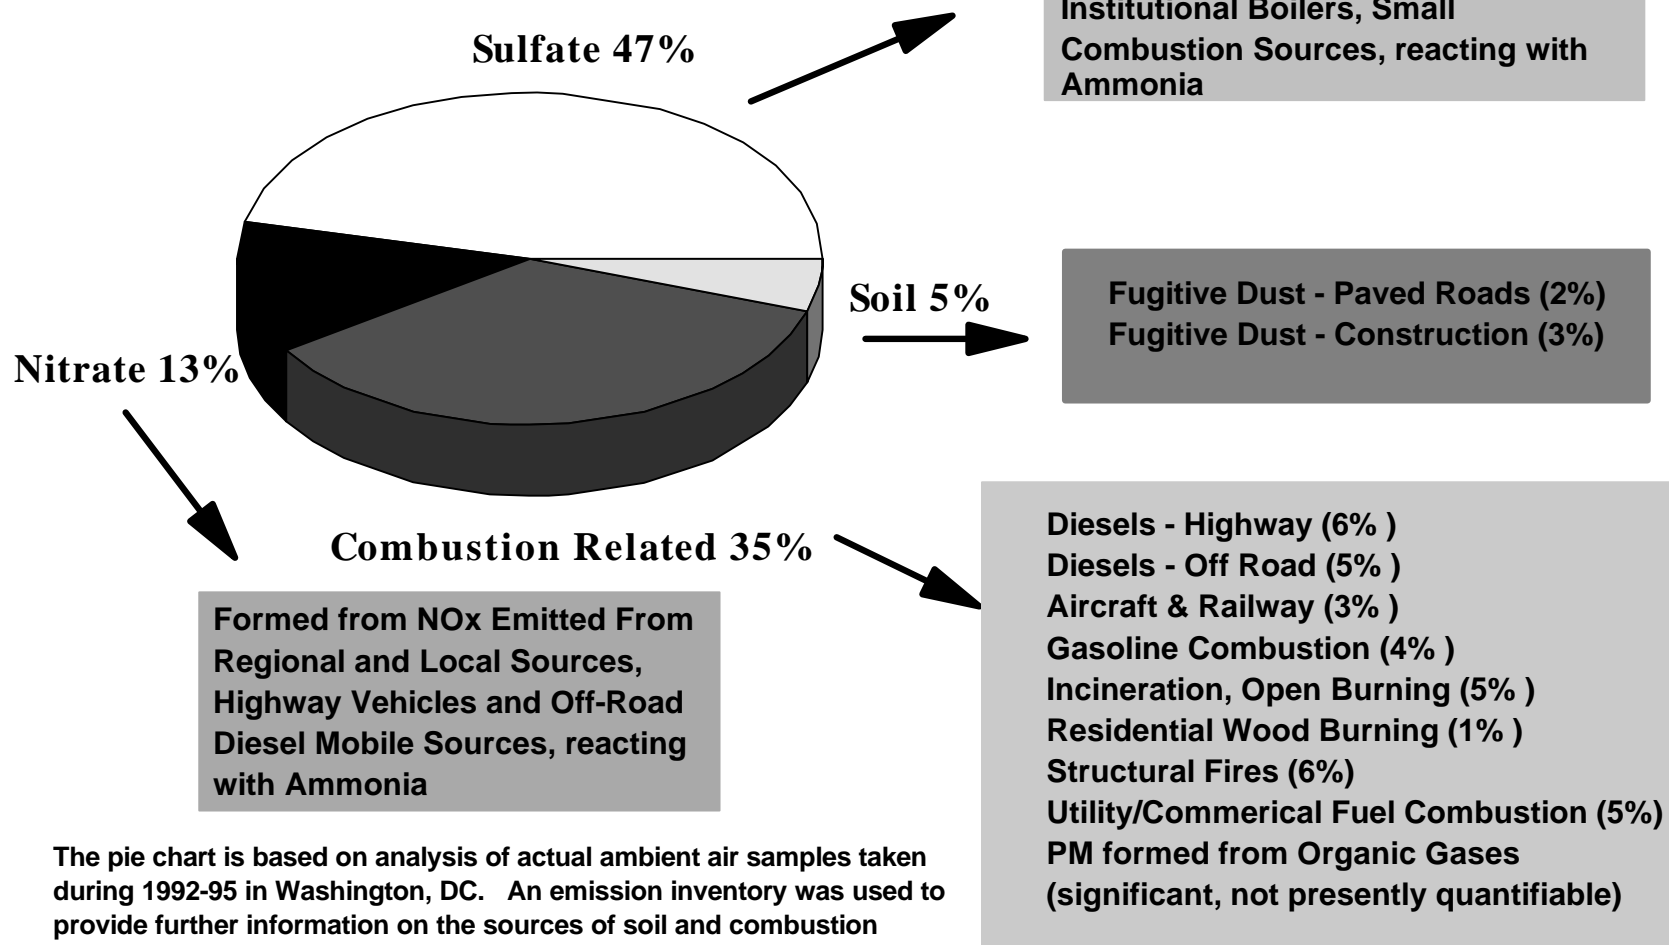 Institutional Boilers, Small
Combustion Sources, reacting with
Ammonia
Sulfate 47%
Soil 5%
Fugitive Dust - Paved Roads (2%)
Fugitive Dust - Construction (3%)
Nitrate 13%
Combustion Related 35%
Formed from NOx Emitted From
Regional and Local Sources,
Highway Vehicles and Off-Road
Diesel Mobile Sources, reacting
with Ammonia
Diesels - Highway (6% )
Diesels - Off Road (5% )
Aircraft & Railway (3% )
Gasoline Combustion (4% )
Incineration, Open Burning (5% )
Residential Wood Burning (1% )
Structural Fires (6%)
Utility/Commerical Fuel Combustion (5%)
PM formed from Organic Gases
(significant, not presently quantifiable)
The pie chart is based on analysis of actual ambient air samples taken
during 1992-95 in Washington, DC. An emission inventory was used to
provide further information on the sources of soil and combustion